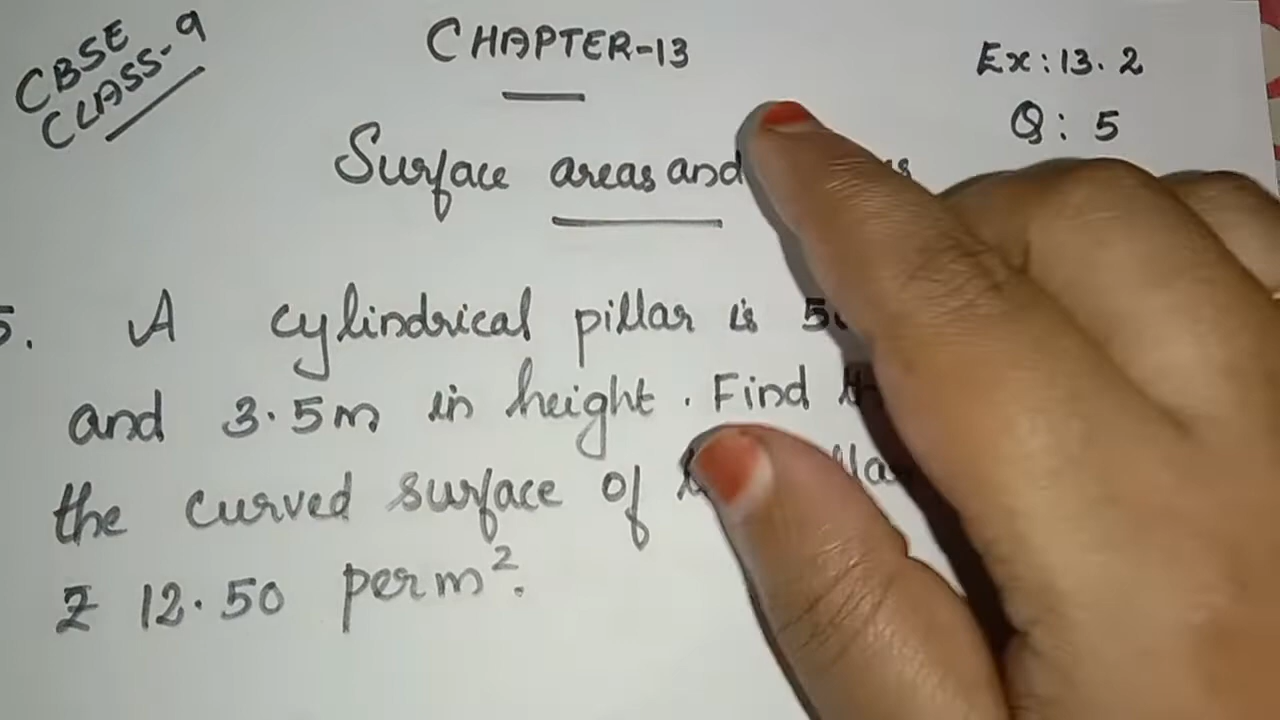 CBSE
CLASS-9
CHAPTER-13
Ex: 13.2
Q: 5
Surface areas and
5. A cylindrical pillar is
and 3.5m in height. Find
the curved surface of
₹ 12.50 per m².